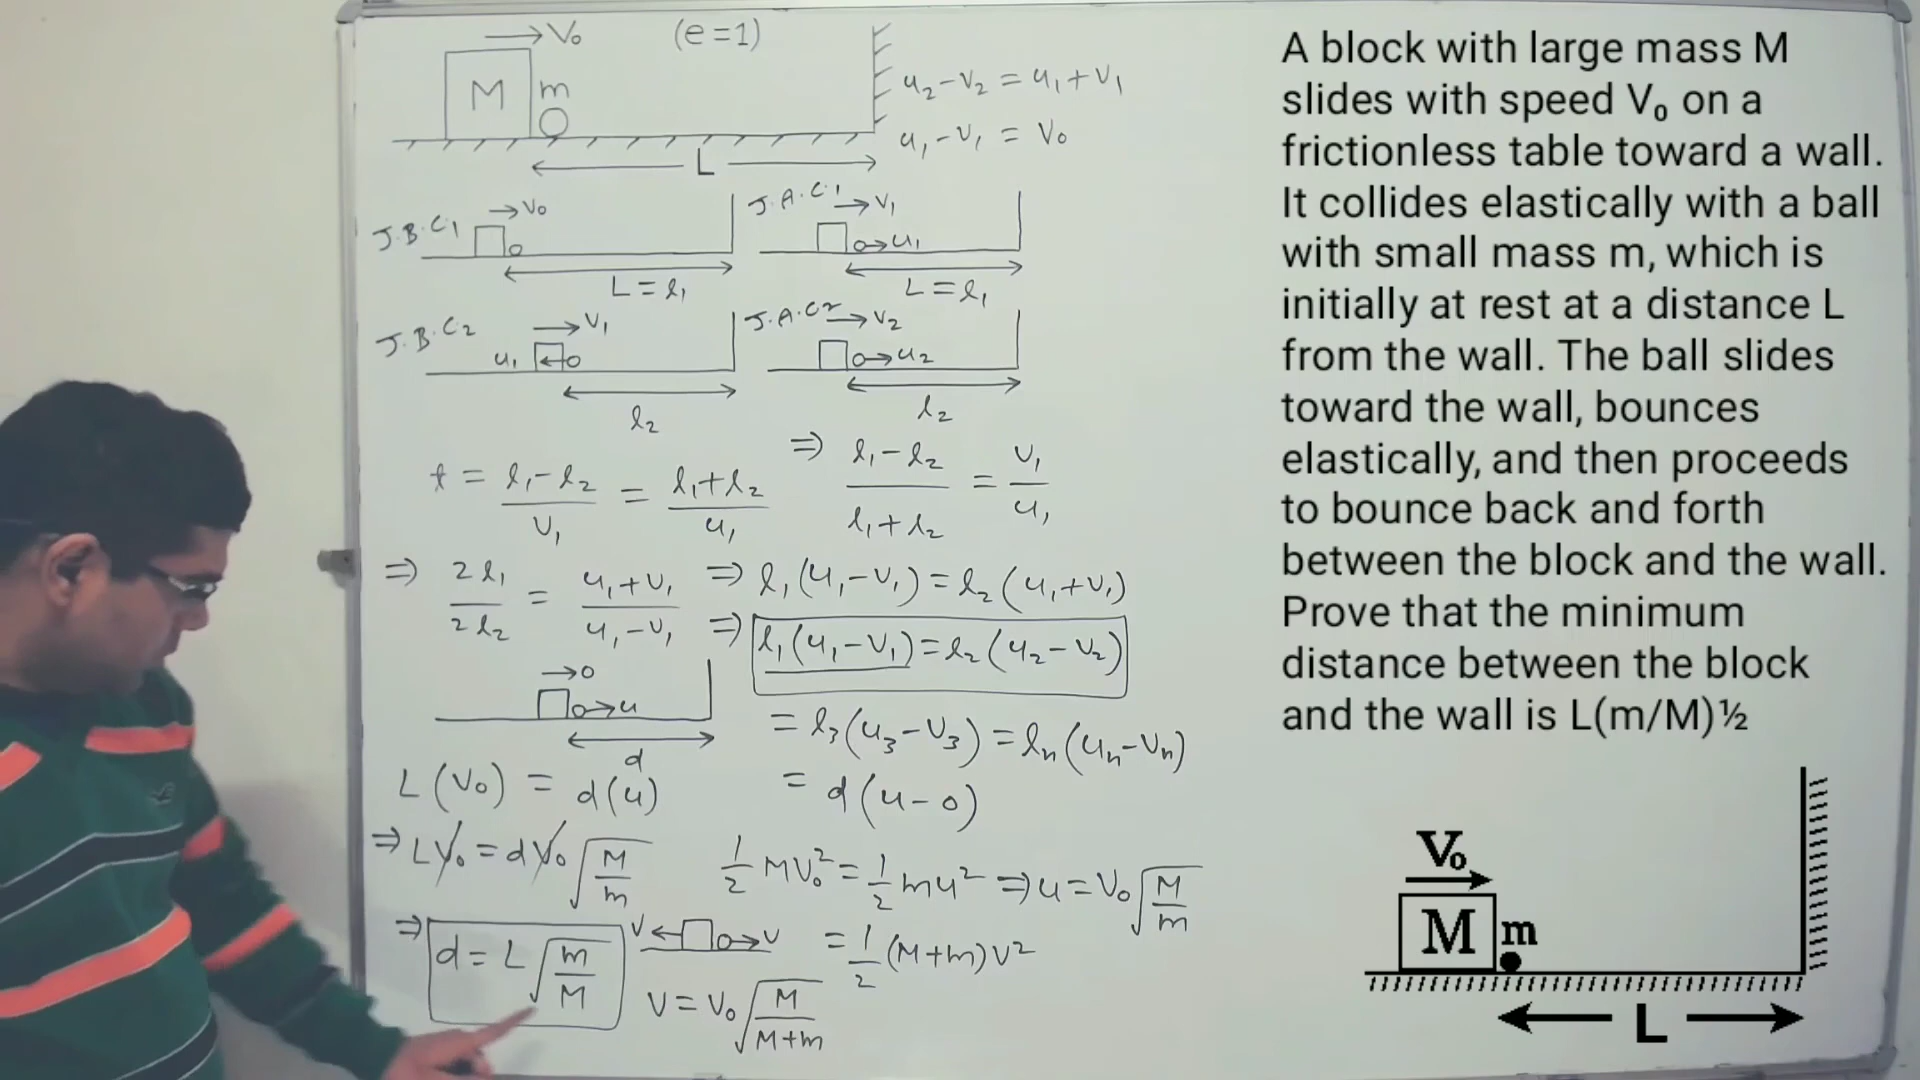 →V₀ (e=1)
M m
u₂-v₂ = u₁+v₁
u₁-v₁ = V₀
L
J.B.C1 →V₀
L=l₁
J.A.C1 →v₁
→u₁
L=l₁
J.B.C2 →v₁
u₁
l₂
J.A.C2 →v₂
→u₂
l₂
t = (l₁-l₂)/v₁ = (l₁+l₂)/u₁
⇒ (l₁-l₂)/(l₁+l₂) = v₁/u₁
⇒ 2l₁/2l₂ = (u₁+v₁)/(u₁-v₁) ⇒ l₁(u₁-v₁)=l₂(u₁+v₁)
⇒ l₁(u₁-v₁)=l₂(u₂-v₂)
→0
→u
d
= l₃(u₃-v₃)=lₙ(uₙ-vₙ)
= d(u-0)
L(V₀) = d(u)
⇒ LV₀ = dV₀√(M/m)
½MV₀² = ½mu² ⇒ u=V₀√(M/m)
⇒ d = L√(m/M)
v← →v
= ½(M+m)v²
v = V₀√(M/(M+m))
A block with large mass M
slides with speed V₀ on a
frictionless table toward a wall.
It collides elastically with a ball
with small mass m, which is
initially at rest at a distance L
from the wall. The ball slides
toward the wall, bounces
elastically, and then proceeds
to bounce back and forth
between the block and the wall.
Prove that the minimum
distance between the block
and the wall is L(m/M)½
V₀
M m
L